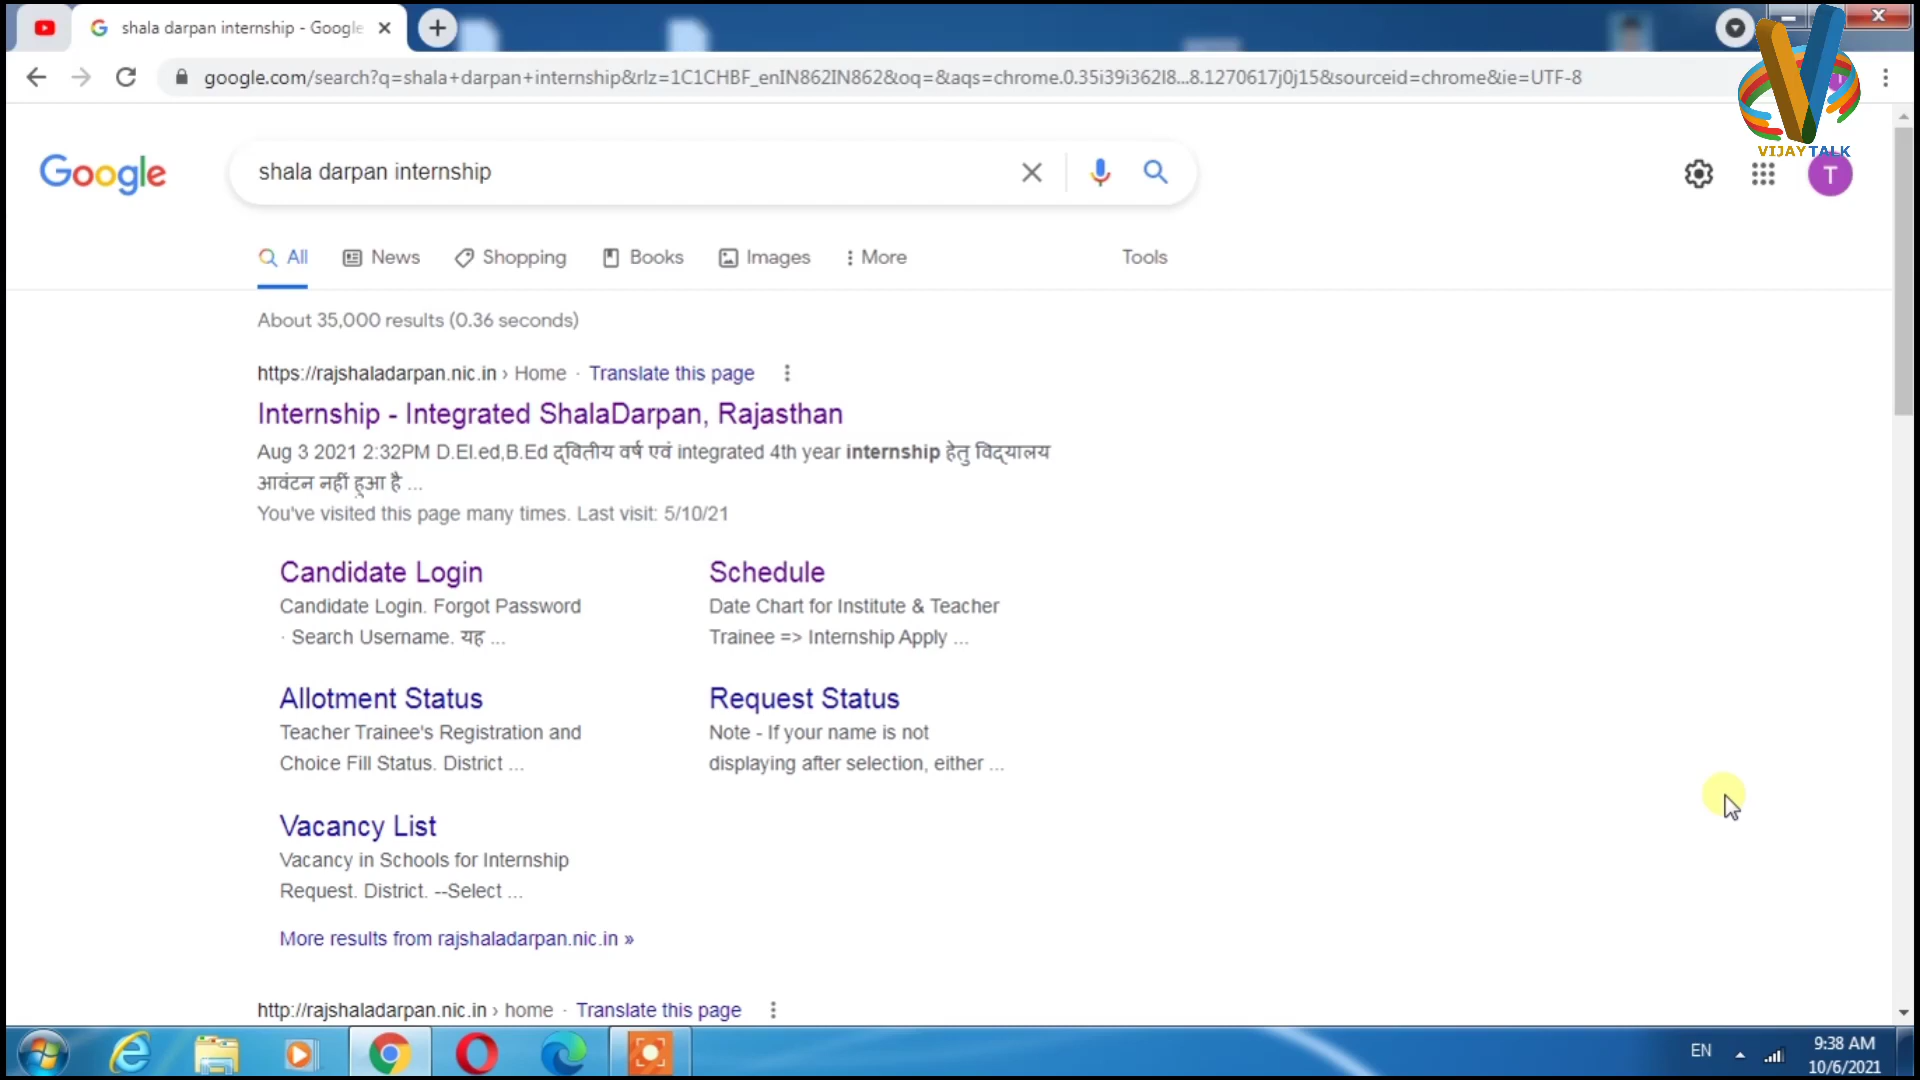 shala darpan internship - Google
google.com/search?q=shala+darpan+internship&rlz=1C1CHBF_enIN862IN862&oq=&aqs=chrome.0.35i39i362l8...8.1270617j0j15&sourceid=chrome&ie=UTF-8
VIJAY TALK
Google
shala darpan internship
T
All News Shopping Books Images More Tools
About 35,000 results (0.36 seconds)
https://rajshaladarpan.nic.in › Home · Translate this page
Internship - Integrated ShalaDarpan, Rajasthan
Aug 3 2021 2:32PM D.El.ed,B.Ed द्वितीय वर्ष एवं integrated 4th year internship हेतु विद्यालय
आवंटन नहीं हुआ है ...
You've visited this page many times. Last visit: 5/10/21
Candidate Login
Candidate Login. Forgot Password
· Search Username. यह ...
Schedule
Date Chart for Institute & Teacher
Trainee => Internship Apply ...
Allotment Status
Teacher Trainee's Registration and
Choice Fill Status. District ...
Request Status
Note - If your name is not
displaying after selection, either ...
Vacancy List
Vacancy in Schools for Internship
Request. District. --Select ...
More results from rajshaladarpan.nic.in »
http://rajshaladarpan.nic.in › home · Translate this page
EN
9:38 AM
10/6/2021